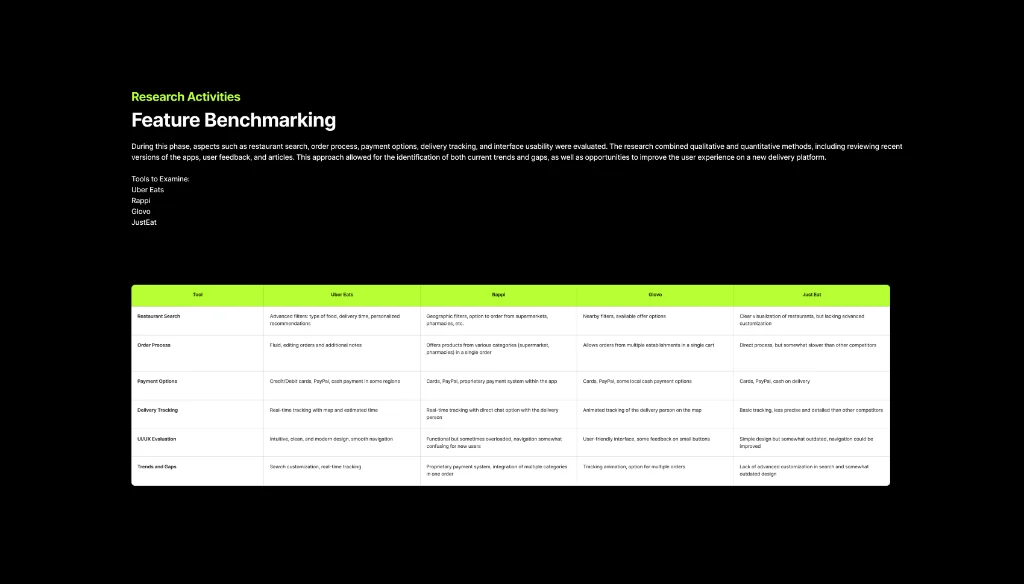 Research Activities
Feature Benchmarking
During this phase, aspects such as restaurant search, order process, payment options, delivery tracking, and interface usability were evaluated. The research combined qualitative and quantitative methods, including reviewing recent
versions of the apps, user feedback, and articles. This approach allowed for the identification of both current trends and gaps, as well as opportunities to improve the user experience on a new delivery platform.
Tools to Examine:
Uber Eats
Rappi
Glovo
JustEat
Tool Uber Eats Rappi Glovo Just Eat
Restaurant Search
Advanced filters: type of food, delivery time, personalized
recommendations
Geographic filters, option to order from supermarkets,
pharmacies, etc.
Nearby filters, available offer options
Clear visualization of restaurants, but lacking advanced
customization
Order Process
Fluid, editing orders and additional notes
Offers products from various categories (supermarket,
pharmacies) in a single order
Allows orders from multiple establishments in a single cart
Direct process, but somewhat slower than other competitors
Payment Options
Credit/Debit cards, PayPal, cash payment in some regions
Cards, PayPal, proprietary payment system within the app
Cards, PayPal, some local cash payment options
Cards, PayPal, cash on delivery
Delivery Tracking
Real-time tracking with map and estimated time
Real-time tracking with direct chat option with the delivery
person
Animated tracking of the delivery person on the map
Basic tracking, less precise and detailed than other competitors
UI/UX Evaluation
Intuitive, clean, and modern design, smooth navigation
Functional but sometimes overloaded, navigation somewhat
confusing for new users
User-friendly interface, some feedback on small buttons
Simple design but somewhat outdated, navigation could be
improved
Trends and Gaps
Search customization, real-time tracking
Proprietary payment system, integration of multiple categories
in one order
Tracking animation, option for multiple orders
Lack of advanced customization in search and somewhat
outdated design